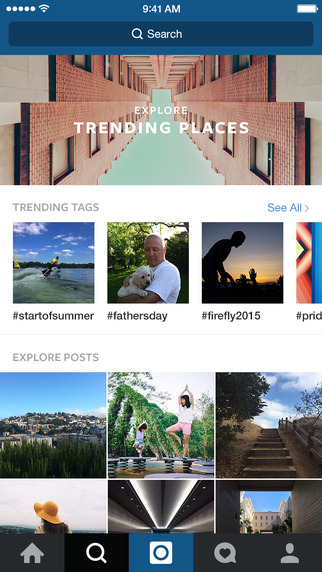 9:41 AM
Search
EXPLORE
TRENDING PLACES
TRENDING TAGS
See All >
#startofsummer
#fathersday
#firefly2015
#prid
EXPLORE POSTS